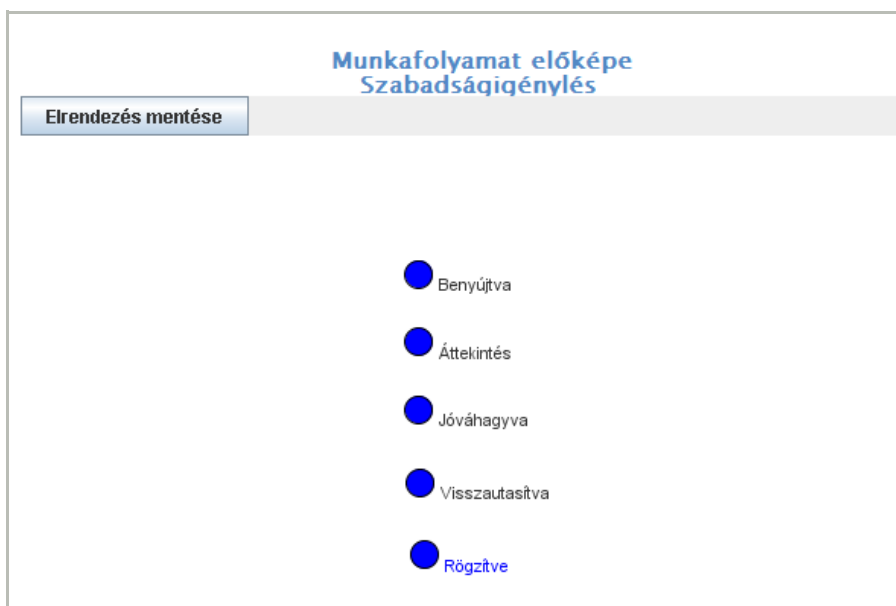 Munkafolyamat előképe
Szabadságigénylés
Elrendezés mentése
Benyújtva
Áttekintés
Jóváhagyva
Visszautasítva
Rögzítve